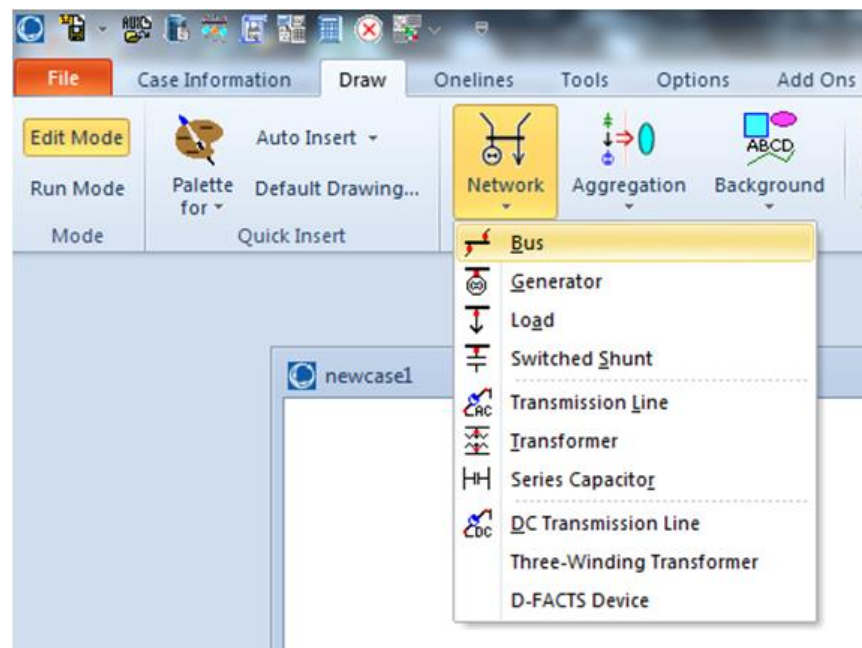 AUX
File
Case Information
Draw
Onelines
Tools
Options
Add Ons
Edit Mode
Run Mode
Mode
Palette
for
Auto Insert
Default Drawing...
Quick Insert
Network
Aggregation
ABCD
Background
Bus
Generator
Load
Switched Shunt
AC
Transmission Line
Transformer
Series Capacitor
DC
DC Transmission Line
Three-Winding Transformer
D-FACTS Device
newcase1